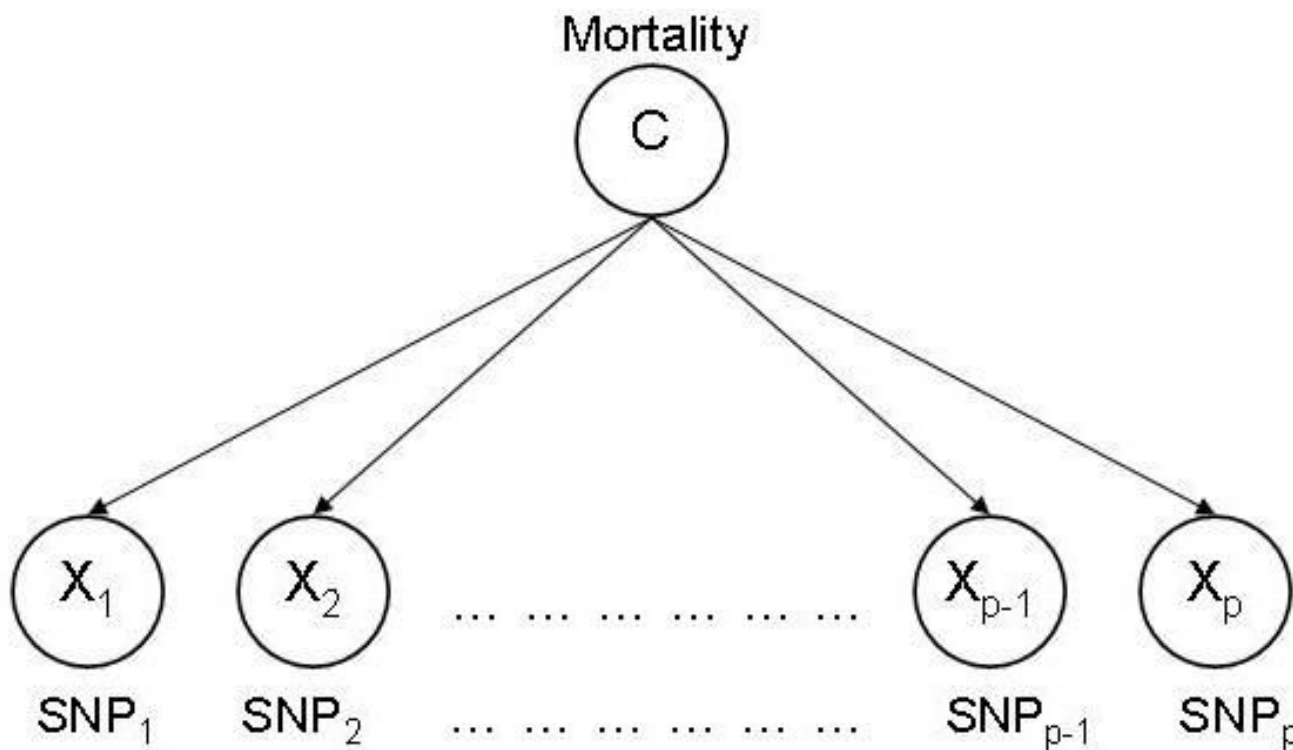 Mortality
C
X₁ X₂ ... ... ... ... ... ... Xₚ₋₁ Xₚ
SNP₁ SNP₂ ... ... ... ... ... ... SNPₚ₋₁ SNPₚ